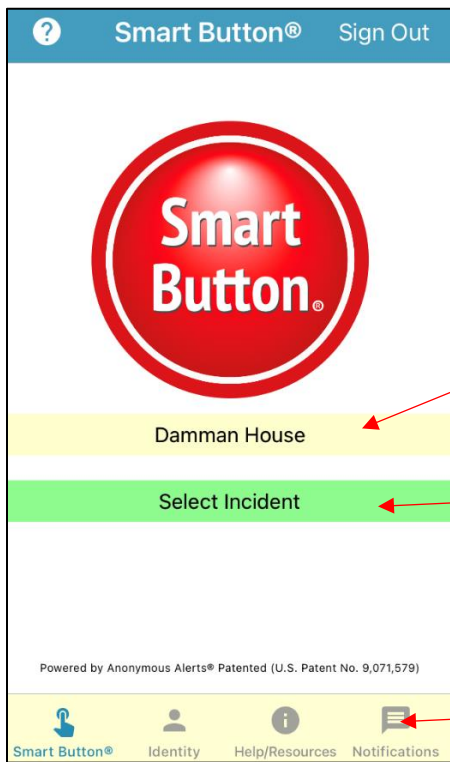 ? Smart Button® Sign Out
Smart
Button®
Damman House
Select Incident
Powered by Anonymous Alerts® Patented (U.S. Patent No. 9,071,579)
Smart Button® Identity Help/Resources Notifications